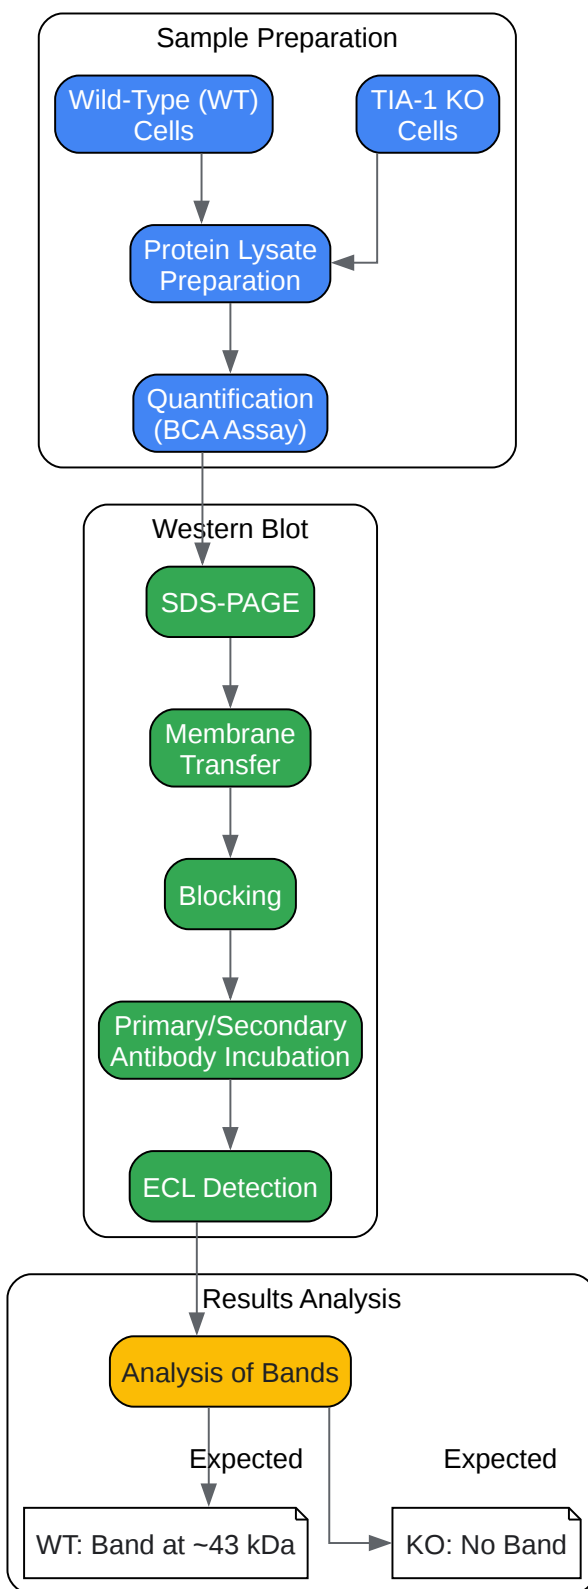 Sample Preparation
Wild-Type (WT)
Cells
TIA-1 KO
Cells
Protein Lysate
Preparation
Quantification
(BCA Assay)
Western Blot
SDS-PAGE
Membrane
Transfer
Blocking
Primary/Secondary
Antibody Incubation
ECL Detection
Results Analysis
Analysis of Bands
Expected
Expected
WT: Band at ~43 kDa
KO: No Band